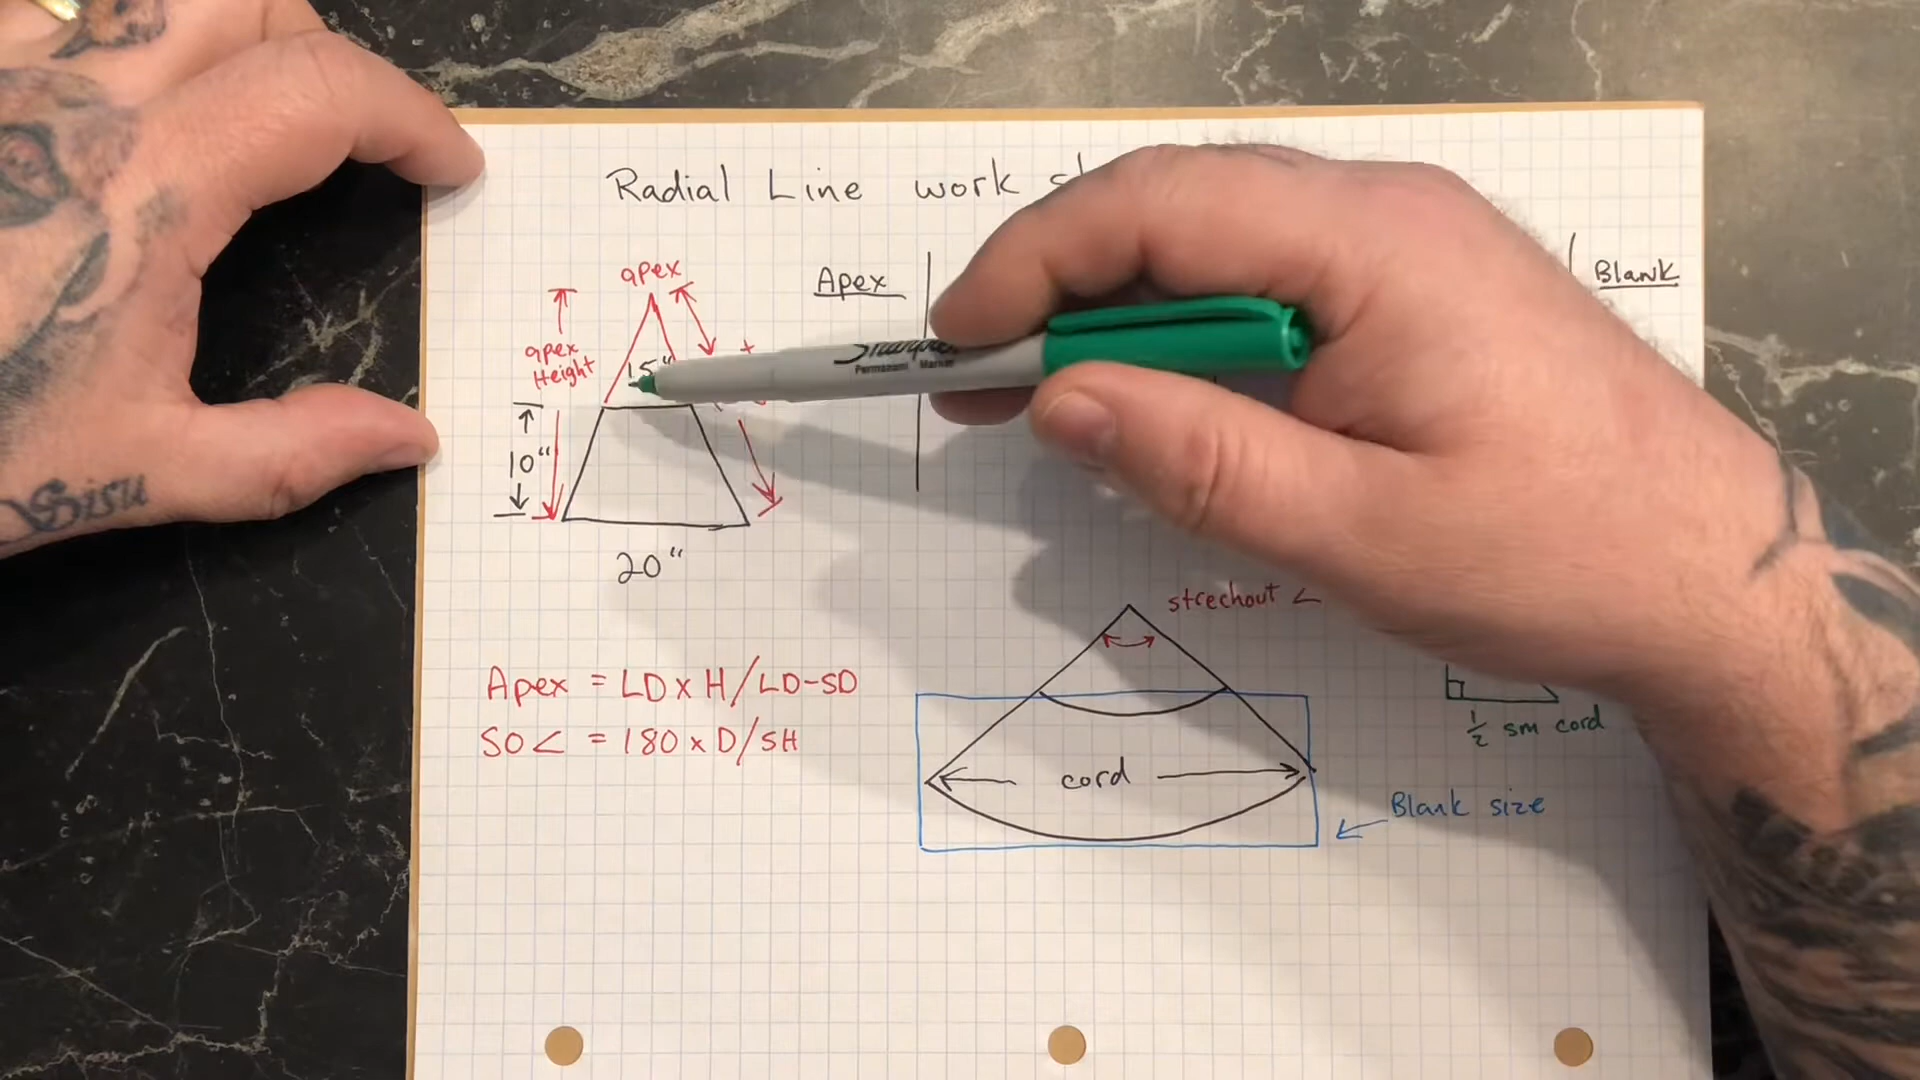 Radial Line work
apex
Apex
Blank
apex
Height
15"
+
Sharpie
Permanent Marker
10"
20"
Sisu
strechout <
Apex = LD x H/LD-SD
SO< = 180 x D/SH
cord
1/2 sm cord
Blank size